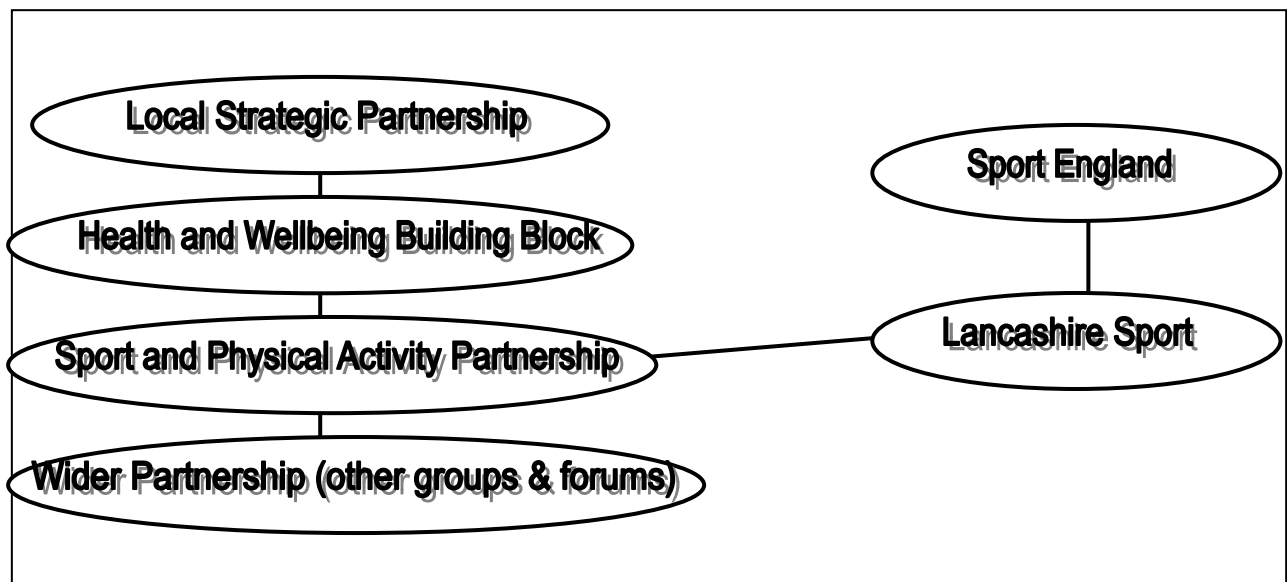 Local Strategic Partnership
Health and Wellbeing Building Block
Sport and Physical Activity Partnership
Wider Partnership (other groups & forums)
Sport England
Lancashire Sport